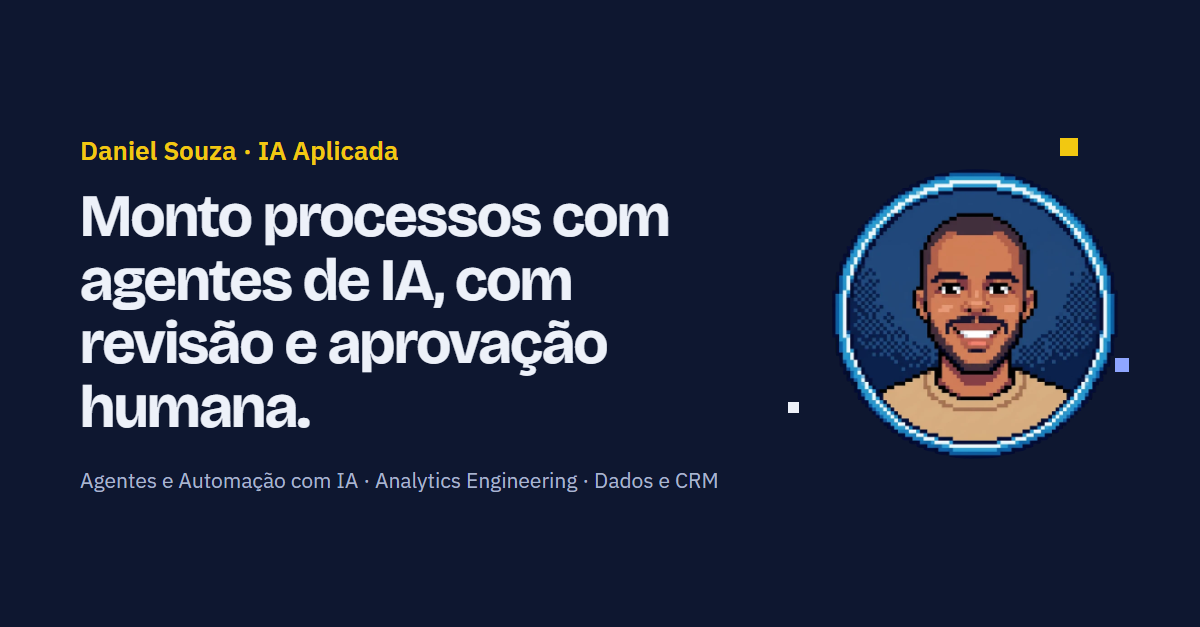 Daniel Souza · IA Aplicada
Monto processos com
agentes de IA, com
revisão e aprovação
humana.
Agentes e Automação com IA · Analytics Engineering · Dados e CRM